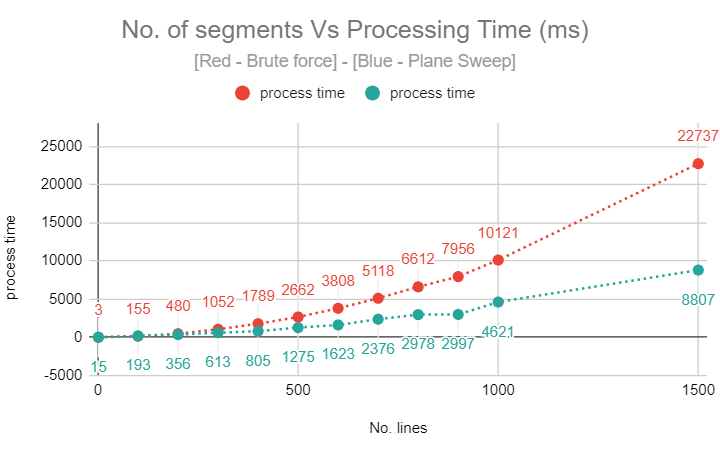 No. of segments Vs Processing Time (ms)
[Red - Brute force] - [Blue - Plane Sweep]
process time process time
process time
25000
20000
15000
10000
5000
0
-5000
3 155 480 1052 1789 2662 3808 5118 6612 7956 10121 22737
15 193 356 613 805 1275 1623 2376 2978 2997 4621 8807
0 500 1000 1500
No. lines